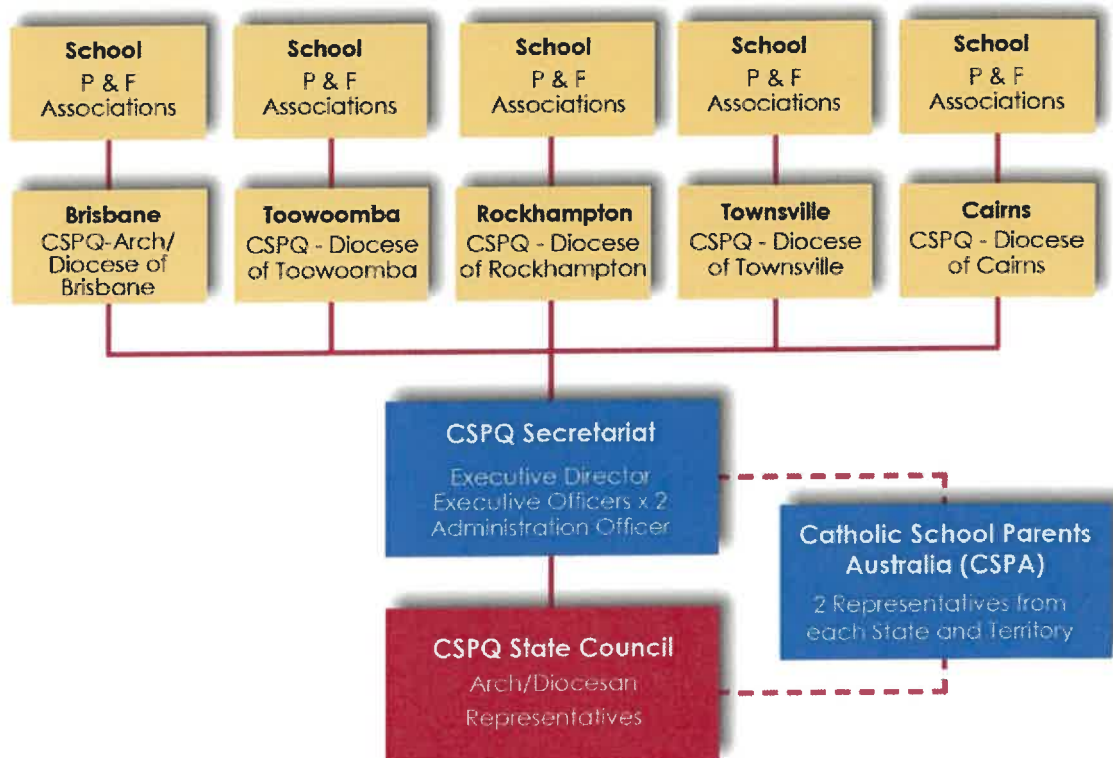 School
P & F
Associations
School
P & F
Associations
School
P & F
Associations
School
P & F
Associations
School
P & F
Associations
Brisbane
CSPQ-Arch/
Diocese of
Brisbane
Toowoomba
CSPQ - Diocese
of Toowoomba
Rockhampton
CSPQ - Diocese
of Rockhampton
Townsville
CSPQ - Diocese
of Townsville
Cairns
CSPQ - Diocese
of Cairns
CSPQ Secretariat
Executive Director
Executive Officers x 2
Administration Officer
Catholic School Parents
Australia (CSPA)
2 Representatives from
each State and Territory
CSPQ State Council
Arch/Diocesan
Representatives